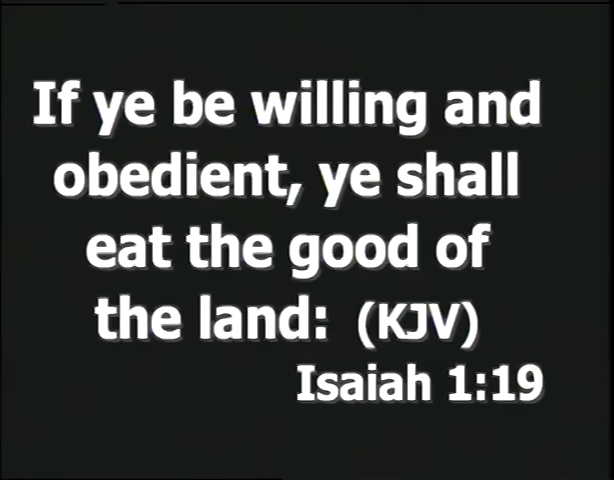 If ye be willing and
obedient, ye shall
eat the good of
the land: (KJV)
Isaiah 1:19